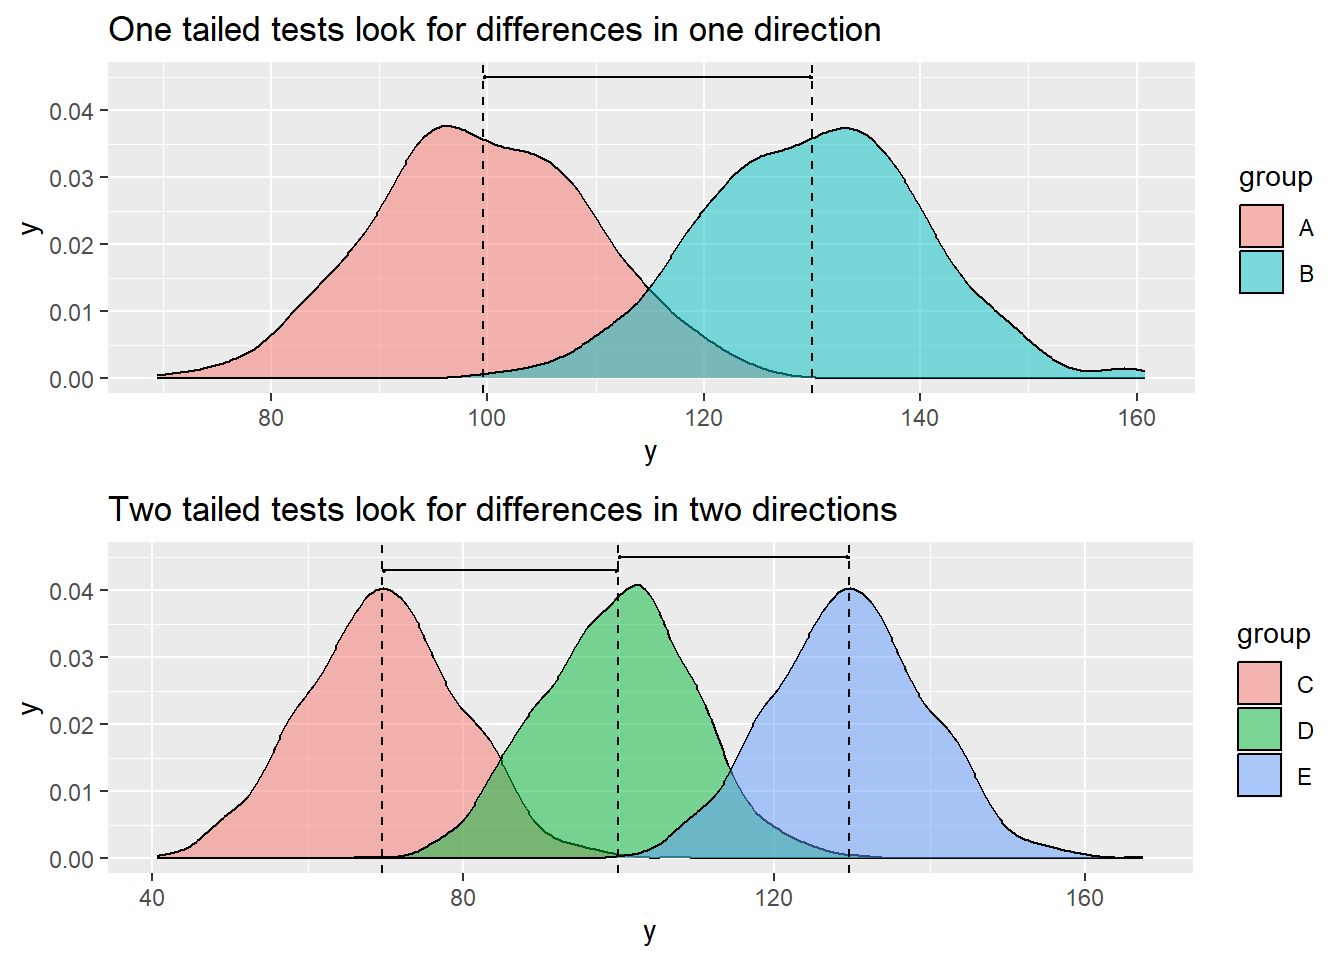 One tailed tests look for differences in one direction
0.04
0.03
0.02
0.01
0.00
y
80 100 120 140 160
y
group
A
B
Two tailed tests look for differences in two directions
0.04
0.03
0.02
0.01
0.00
y
40 80 120 160
y
group
C
D
E